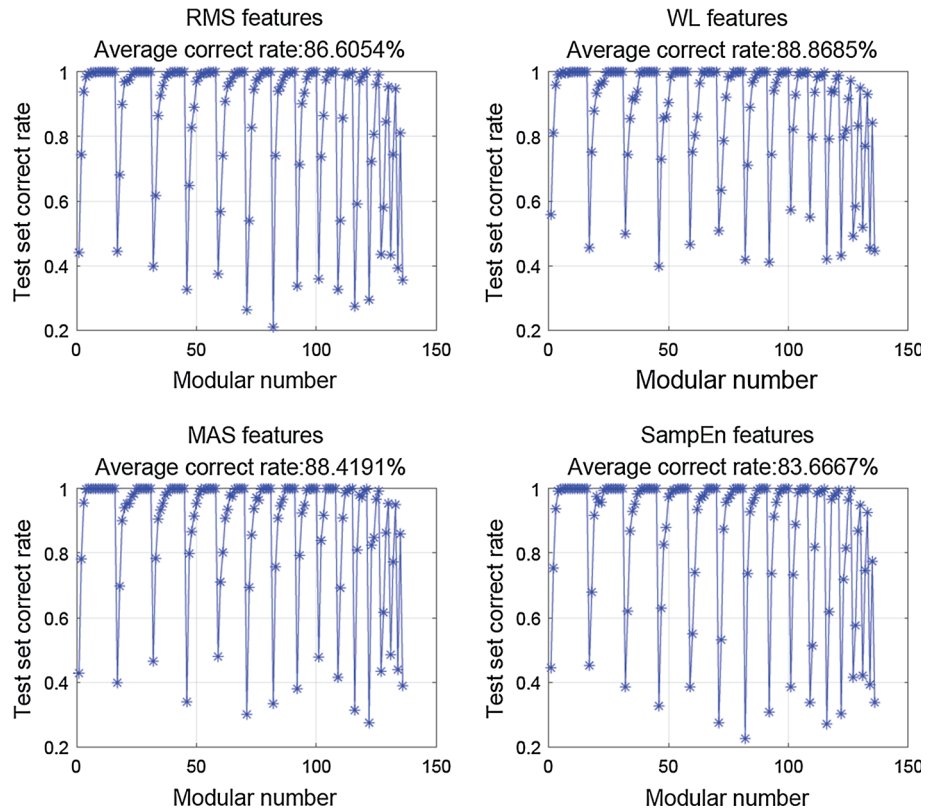 RMS features
Average correct rate:86.6054%
1
0.8
0.6
0.4
0.2
Test set correct rate
0
50
100
150
Modular number
WL features
Average correct rate:88.8685%
1
0.8
0.6
0.4
0.2
Test set correct rate
0
50
100
150
Modular number
MAS features
Average correct rate:88.4191%
1
0.8
0.6
0.4
0.2
Test set correct rate
0
50
100
150
Modular number
SampEn features
Average correct rate:83.6667%
1
0.8
0.6
0.4
0.2
Test set correct rate
0
50
100
150
Modular number